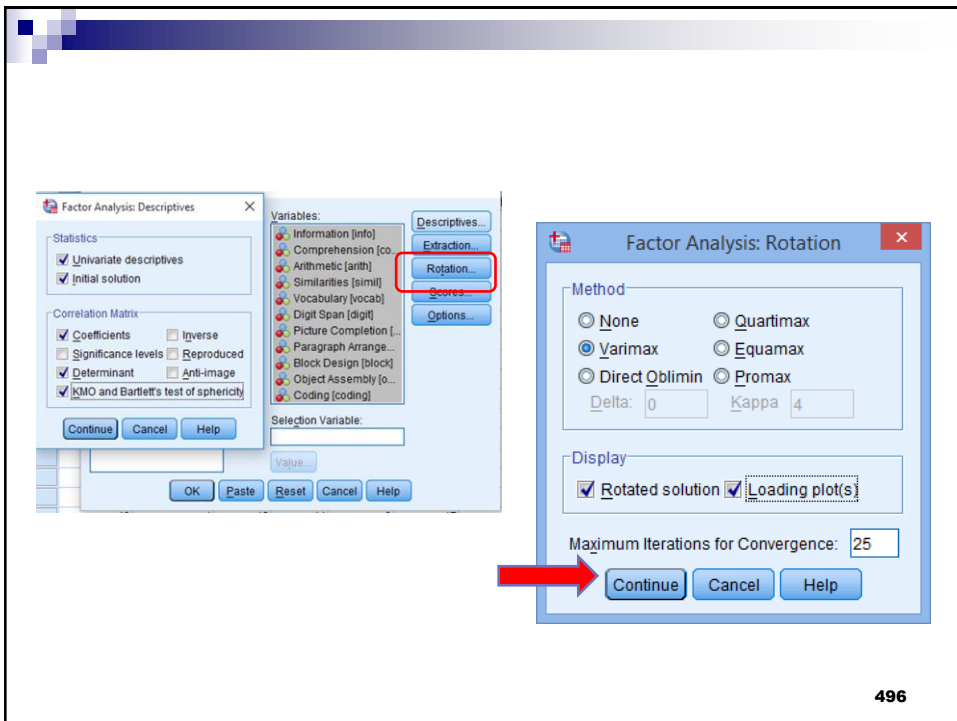 Factor Analysis: Descriptives
Statistics
Univariate descriptives
Initial solution
Correlation Matrix
Coefficients Inverse
Significance levels Reproduced
Determinant Anti-image
KMO and Bartlett's test of sphericity
Continue Cancel Help
Variables:
Information [info]
Comprehension [co...
Arithmetic [arith]
Similarities [simil]
Vocabulary [vocab]
Digit Span [digit]
Picture Completion [...
Paragraph Arrange...
Block Design [block]
Object Assembly [o...
Coding [coding]
Selection Variable:
Value...
Descriptives...
Extraction...
Rotation...
Scores...
Options...
OK Paste Reset Cancel Help
Factor Analysis: Rotation
Method
None Quartimax
Varimax Equamax
Direct Oblimin Promax
Delta: 0 Kappa 4
Display
Rotated solution Loading plot(s)
Maximum Iterations for Convergence: 25
Continue Cancel Help
496